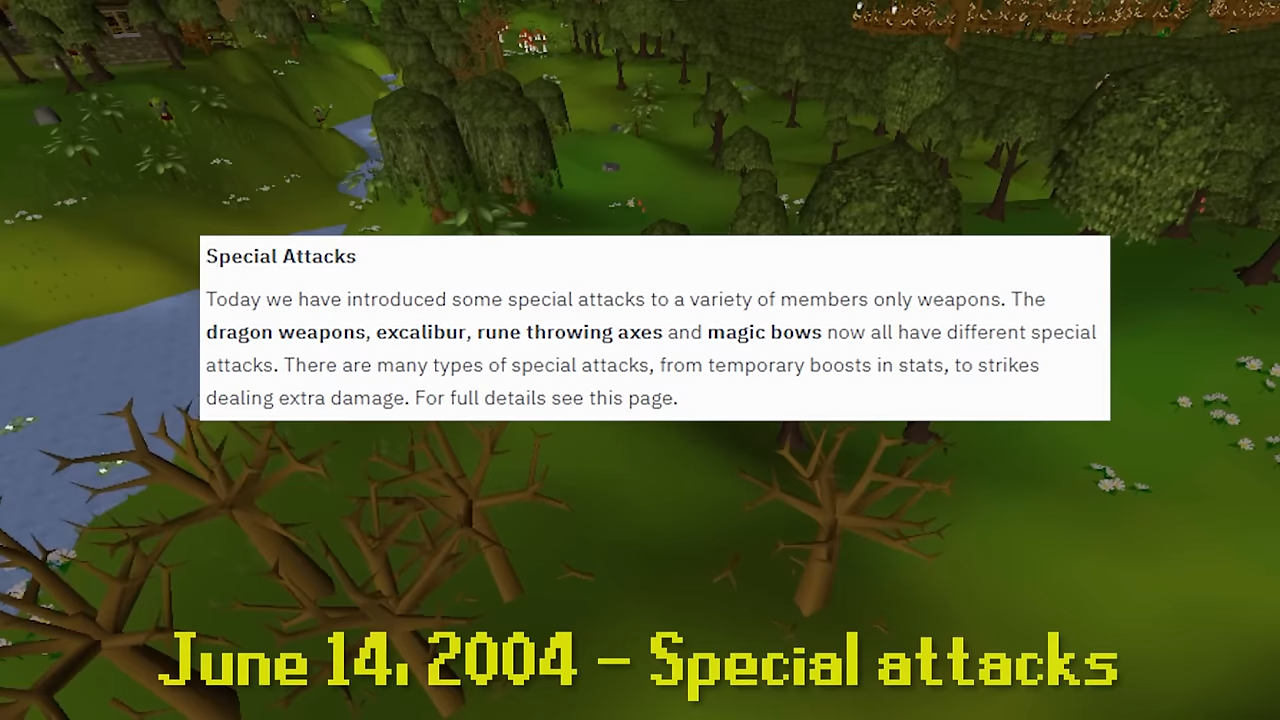 Special Attacks
Today we have introduced some special attacks to a variety of members only weapons. The
dragon weapons, excalibur, rune throwing axes and magic bows now all have different special
attacks. There are many types of special attacks, from temporary boosts in stats, to strikes
dealing extra damage. For full details see this page.
June 14, 2004 - Special attacks